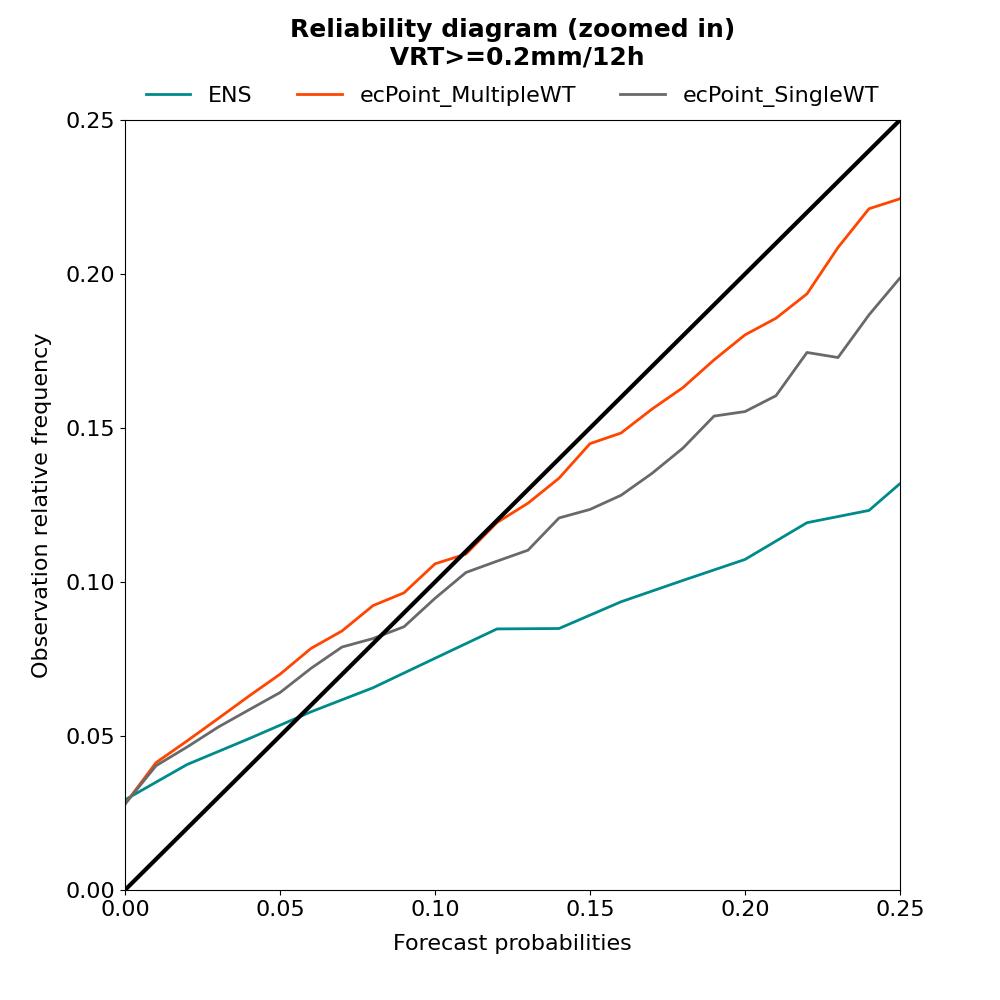 Reliability diagram (zoomed in)
VRT>=0.2mm/12h
ENS ecPoint_MultipleWT ecPoint_SingleWT
0.25
0.20
0.15
0.10
0.05
0.00
Observation relative frequency
0.00 0.05 0.10 0.15 0.20 0.25
Forecast probabilities